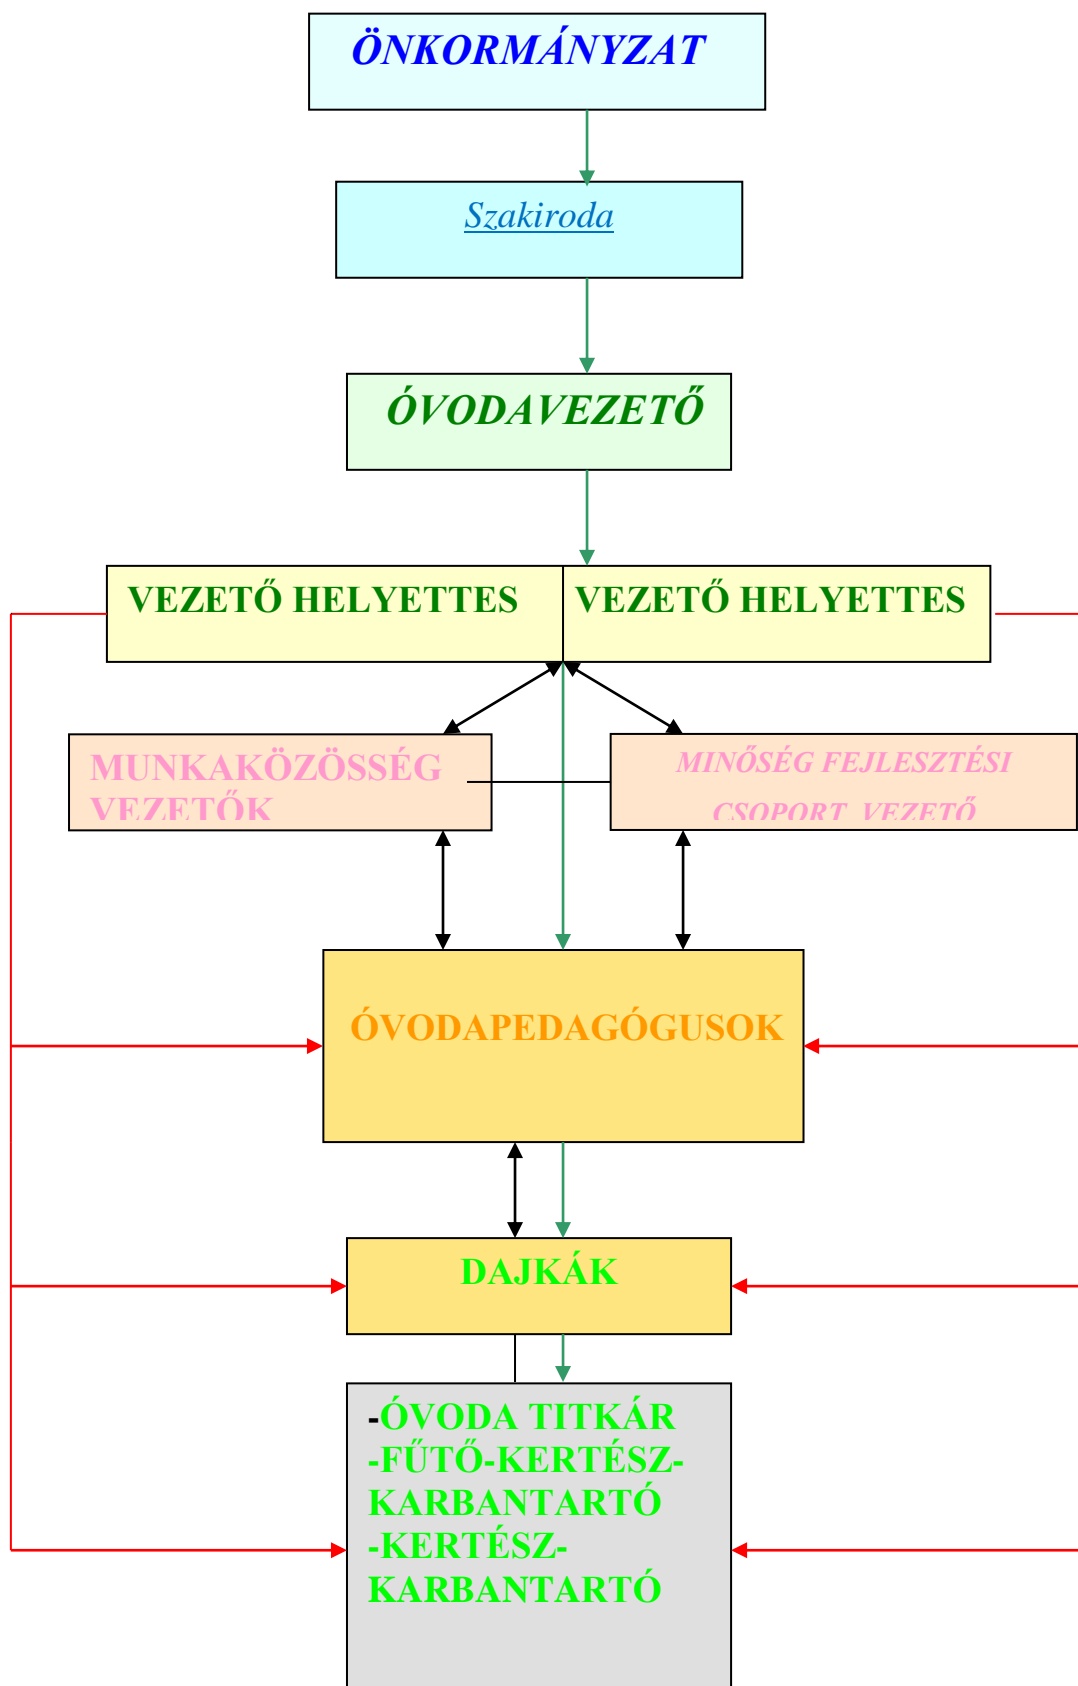 ÖNKORMÁNYZAT
Szakiroda
ÓVODAVEZETŐ
VEZETŐ HELYETTES
VEZETŐ HELYETTES
MUNKAKÖZÖSSÉG
VEZETŐK
MINŐSÉG FEJLESZTÉSI
CSOPORT VEZETŐ
ÓVODAPEDAGÓGUSOK
DAJKÁK
-ÓVODA TITKÁR
-FŰTŐ-KERTÉSZ-
KARBANTARTÓ
-KERTÉSZ-
KARBANTARTÓ